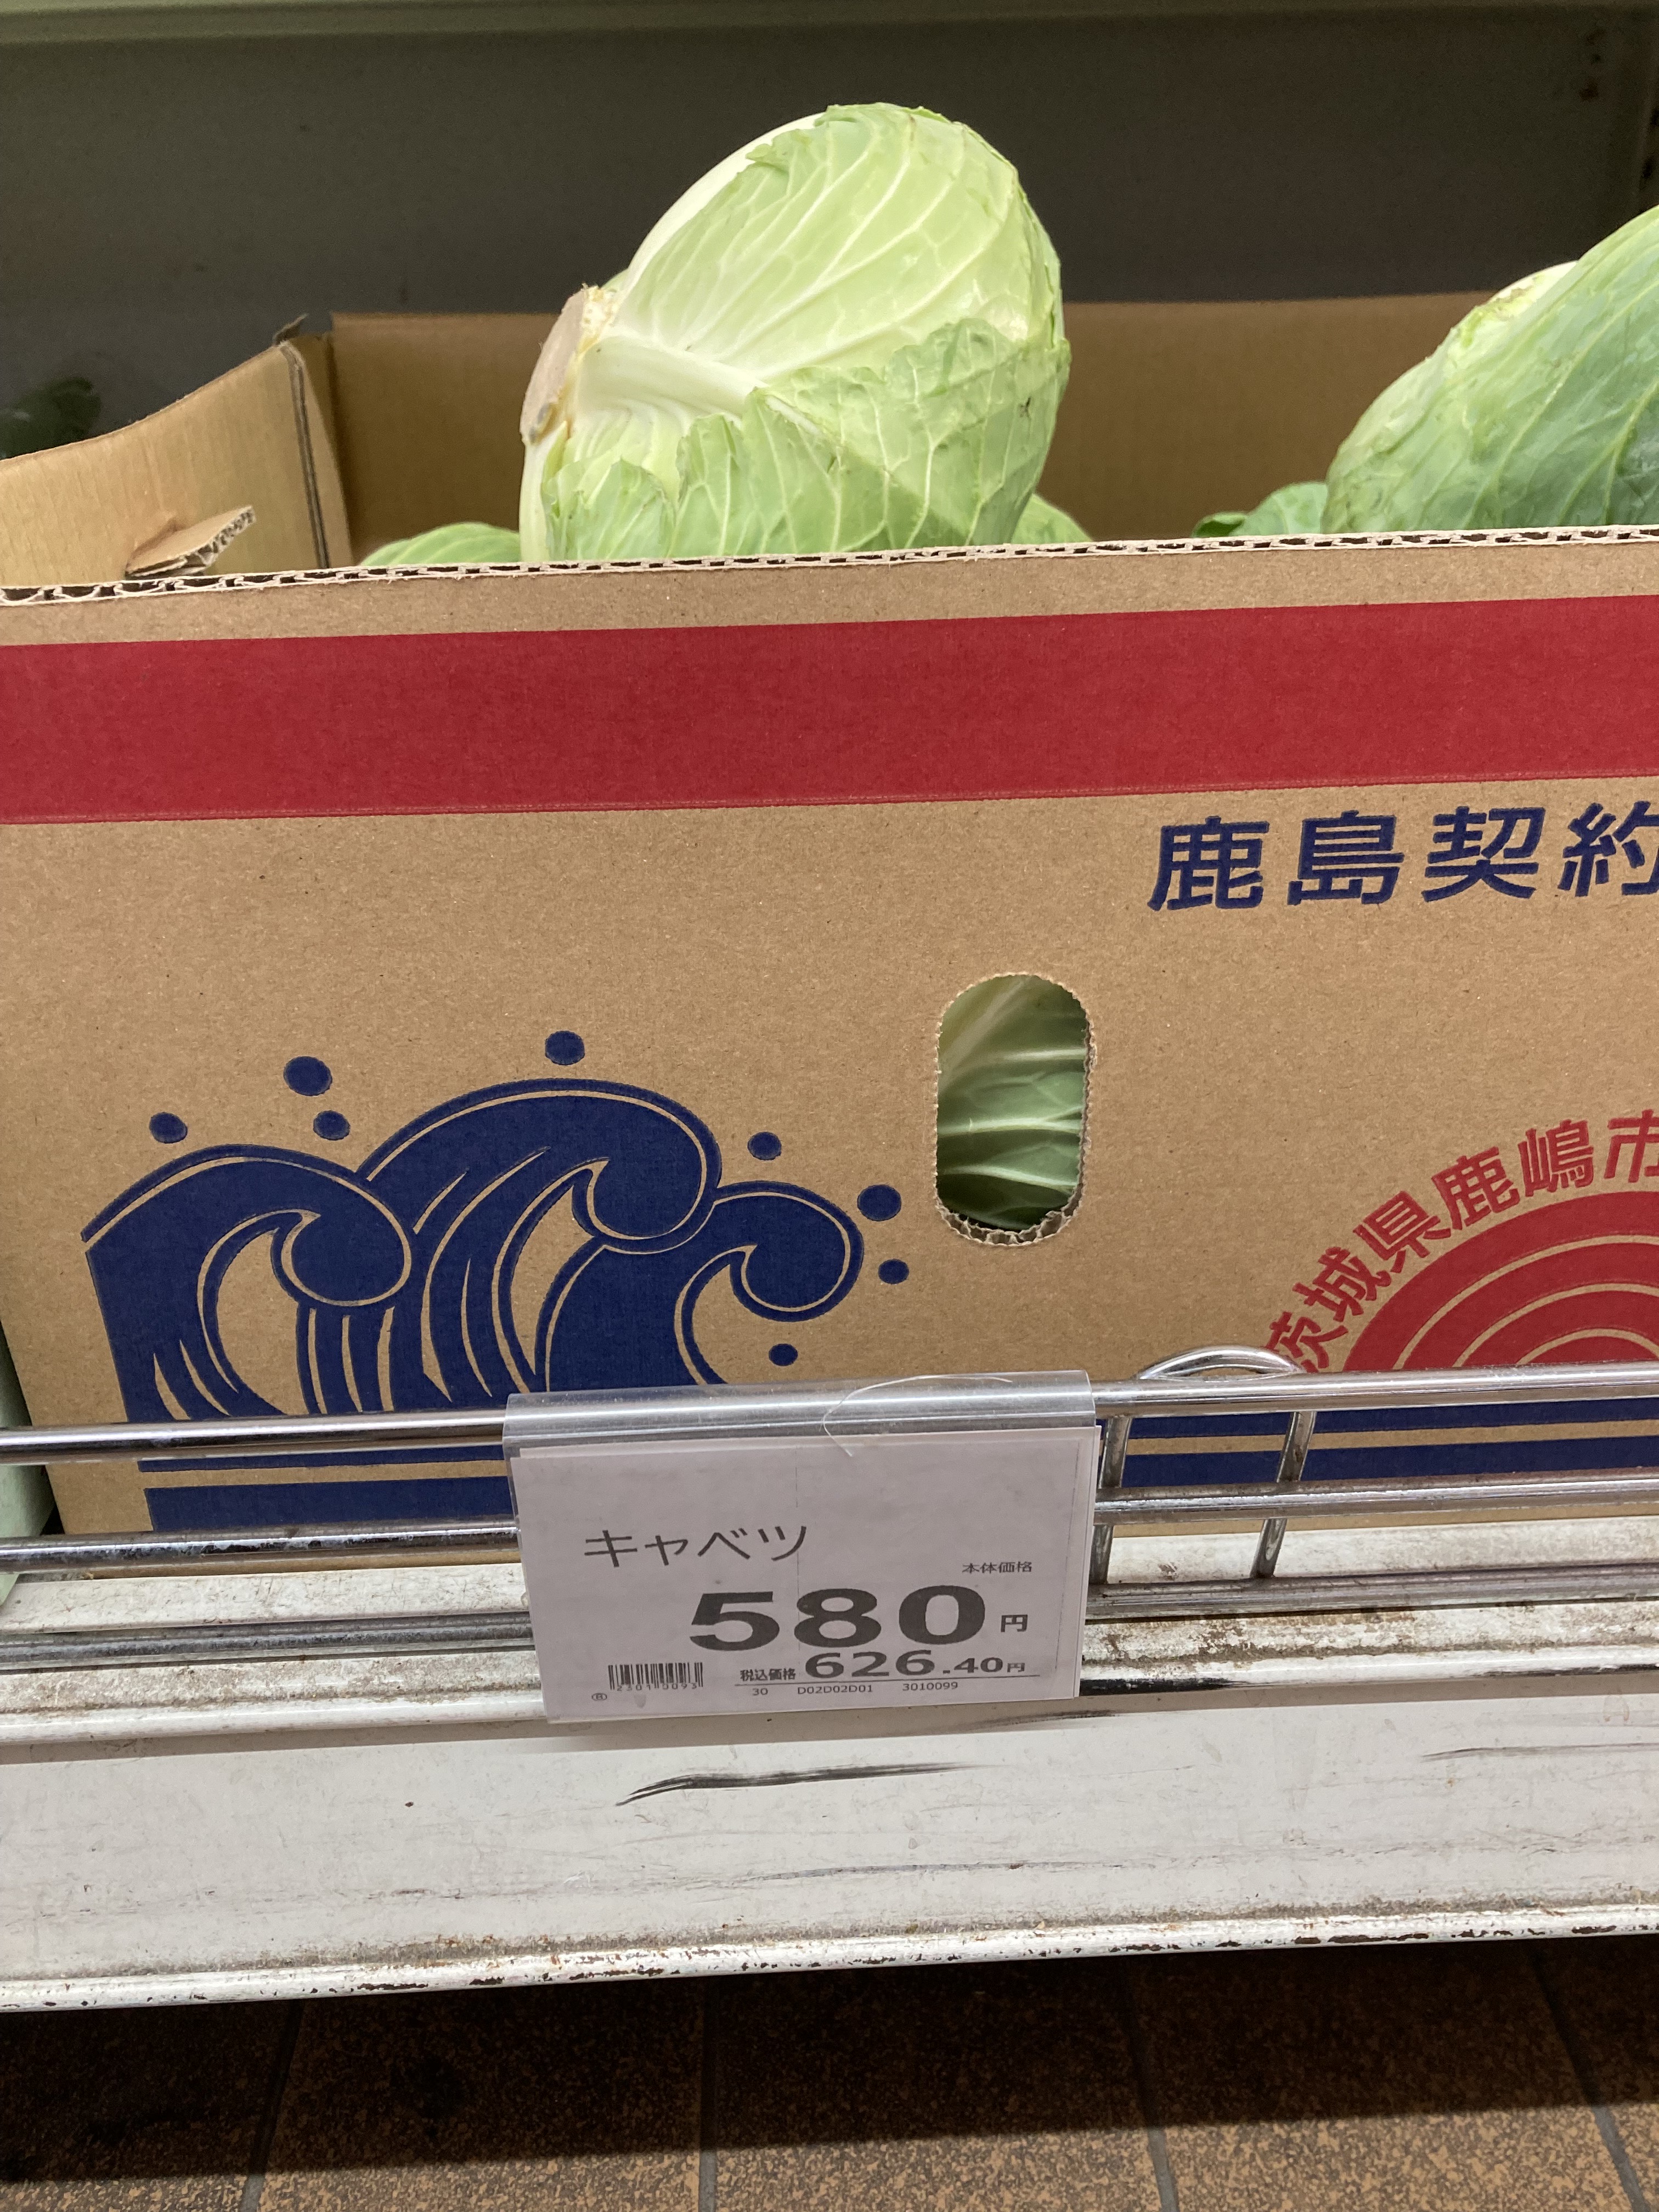 鹿島契約
茨城県鹿嶋市
キャベツ
本体価格
580円
税込価格 626.40円
30 D02D02D01 3010099